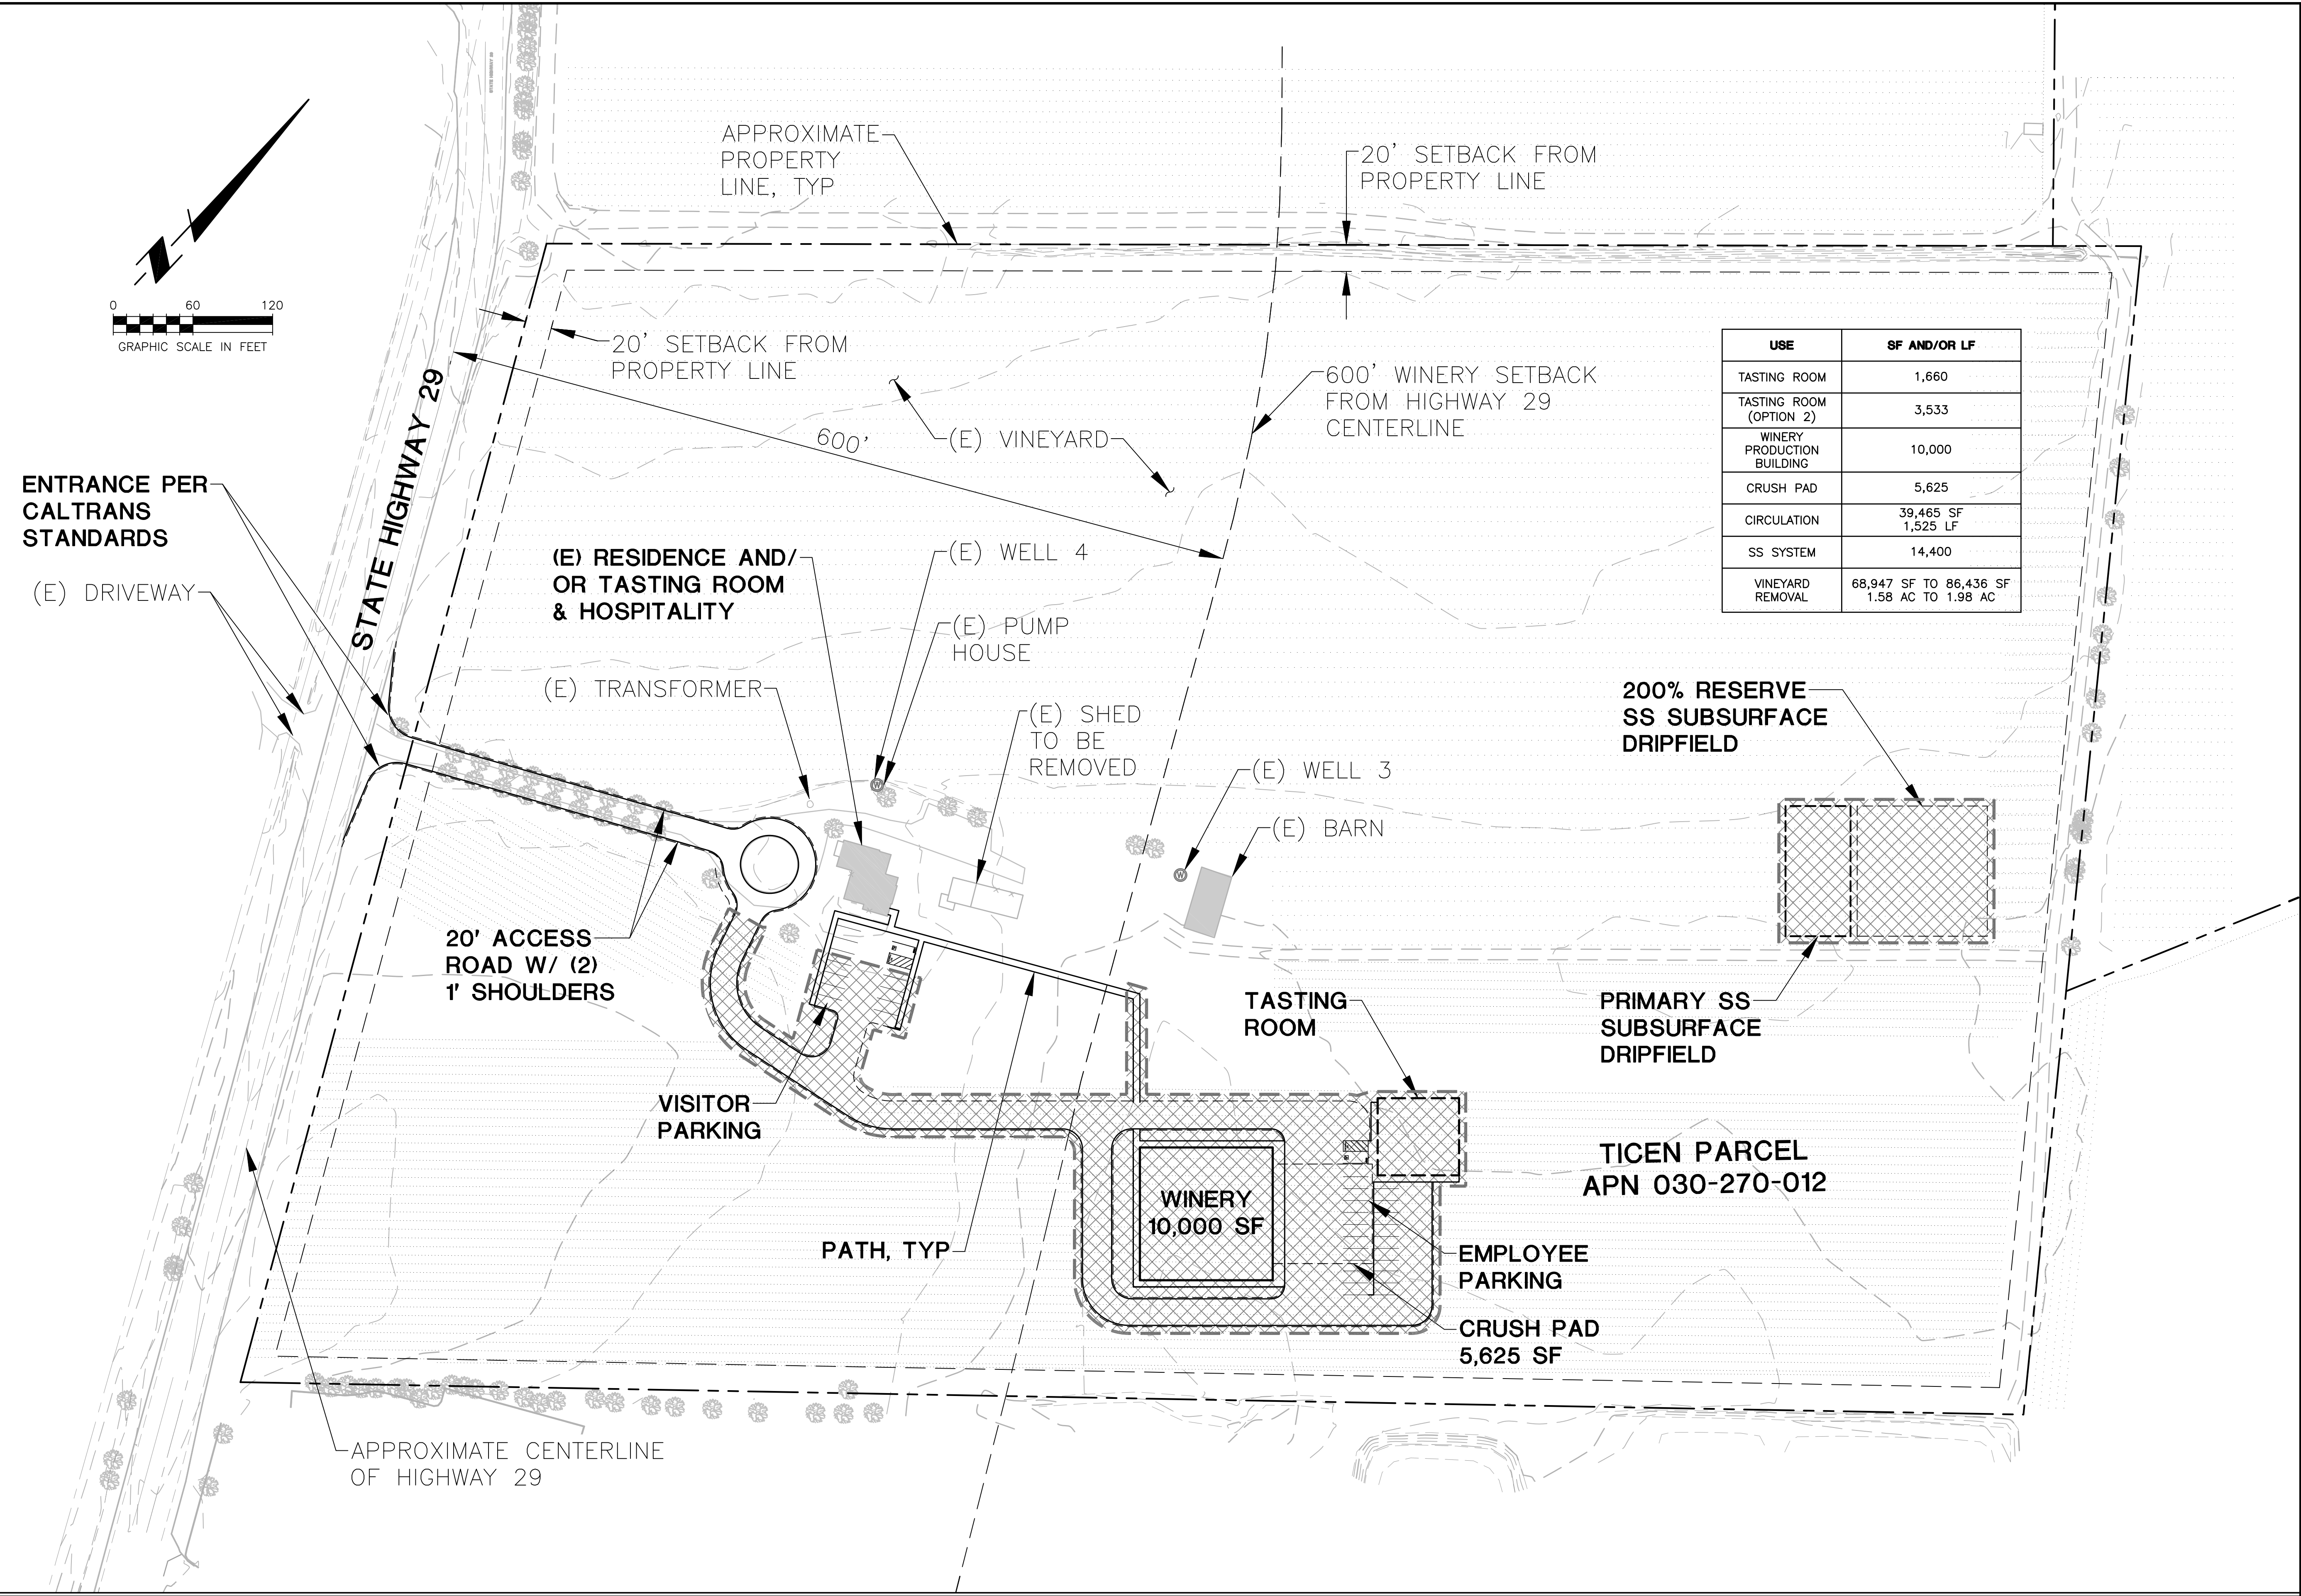 STATE HIGHWAY 29
APPROXIMATE
PROPERTY
LINE, TYP
20' SETBACK FROM
PROPERTY LINE
0 60 120
GRAPHIC SCALE IN FEET
20' SETBACK FROM
PROPERTY LINE
600' WINERY SETBACK
FROM HIGHWAY 29
CENTERLINE
600'
(E) VINEYARD
STATE HIGHWAY 29
USE SF AND/OR LF
TASTING ROOM 1,660
TASTING ROOM
(OPTION 2) 3,533
WINERY
PRODUCTION
BUILDING 10,000
CRUSH PAD 5,625
CIRCULATION 39,465 SF
1,525 LF
SS SYSTEM 14,400
VINEYARD
REMOVAL 68,947 SF TO 86,436 SF
1.58 AC TO 1.98 AC
ENTRANCE PER
CALTRANS
STANDARDS
(E) DRIVEWAY
(E) RESIDENCE AND/
OR TASTING ROOM
& HOSPITALITY
(E) WELL 4
(E) PUMP
HOUSE
(E) TRANSFORMER
(E) SHED
TO BE
REMOVED
W
(E) WELL 3
(E) BARN
W
200% RESERVE
SS SUBSURFACE
DRIPFIELD
20' ACCESS
ROAD W/ (2)
1' SHOULDERS
TASTING
ROOM
PRIMARY SS
SUBSURFACE
DRIPFIELD
VISITOR
PARKING
PATH, TYP
WINERY
10,000 SF
TICEN PARCEL
APN 030-270-012
EMPLOYEE
PARKING
CRUSH PAD
5,625 SF
APPROXIMATE CENTERLINE
OF HIGHWAY 29